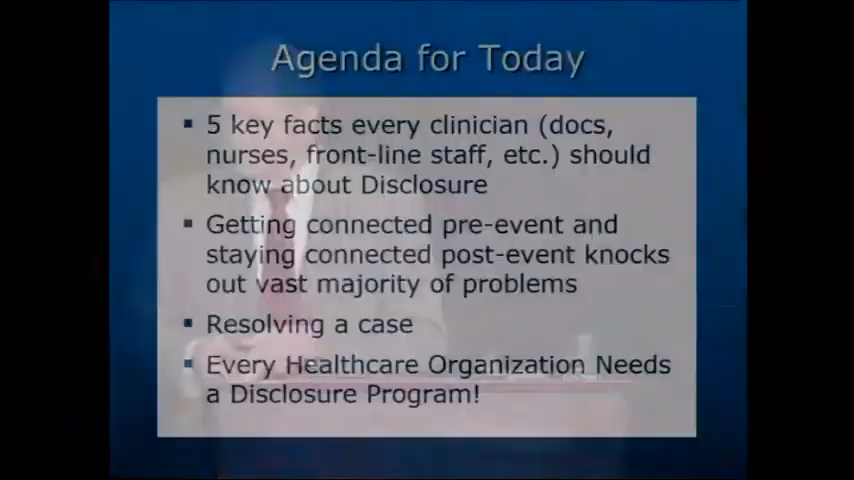 Agenda for Today
▪ 5 key facts every clinician (docs,
nurses, front-line staff, etc.) should
know about Disclosure
▪ Getting connected pre-event and
staying connected post-event knocks
out vast majority of problems
▪ Resolving a case
▪ Every Healthcare Organization Needs
a Disclosure Program!